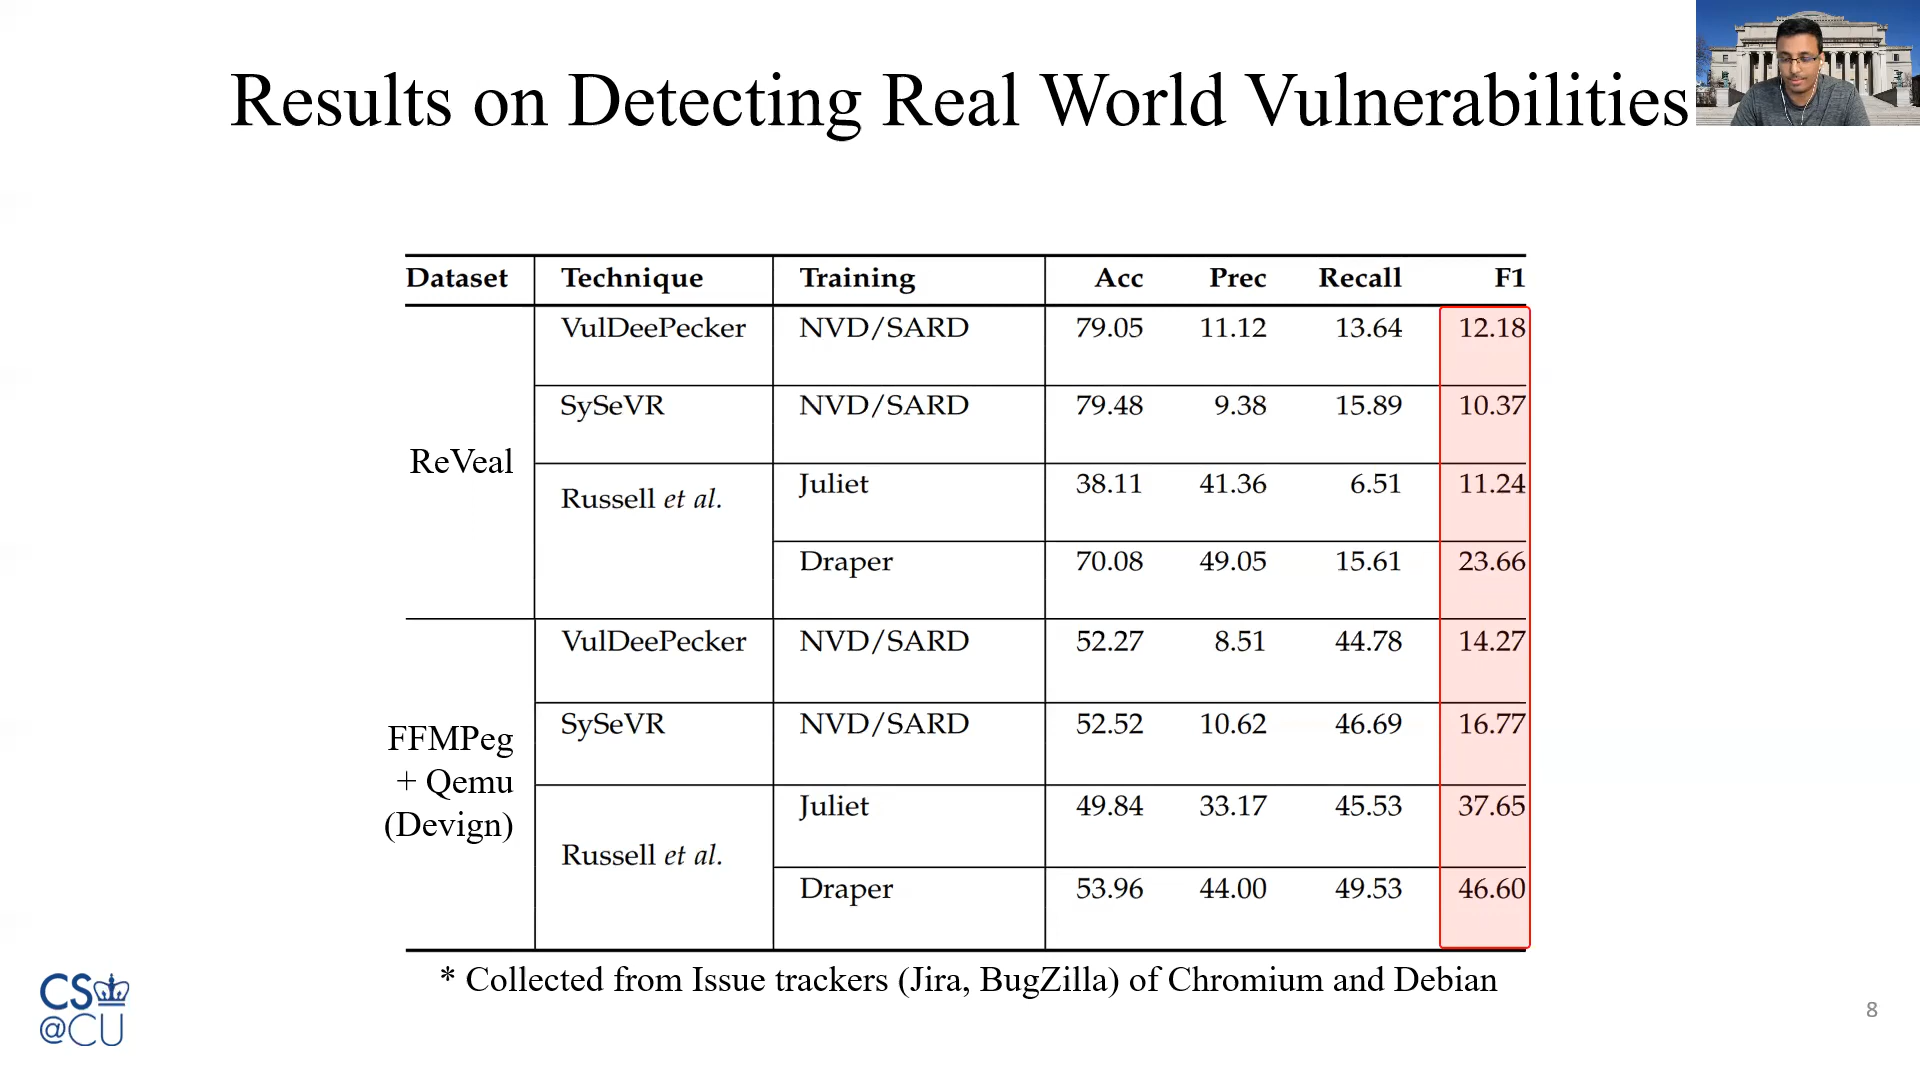 Results on Detecting Real World Vulnerabilities
Dataset Technique Training Acc Prec Recall F1
VulDeePecker NVD/SARD 79.05 11.12 13.64 12.18
SySeVR NVD/SARD 79.48 9.38 15.89 10.37
ReVeal
Juliet 38.11 41.36 6.51 11.24
Russell et al.
Draper 70.08 49.05 15.61 23.66
VulDeePecker NVD/SARD 52.27 8.51 44.78 14.27
SySeVR NVD/SARD 52.52 10.62 46.69 16.77
FFMPeg
+ Qemu
(Devign)
Juliet 49.84 33.17 45.53 37.65
Russell et al.
Draper 53.96 44.00 49.53 46.60
* Collected from Issue trackers (Jira, BugZilla) of Chromium and Debian
CS
@CU
8